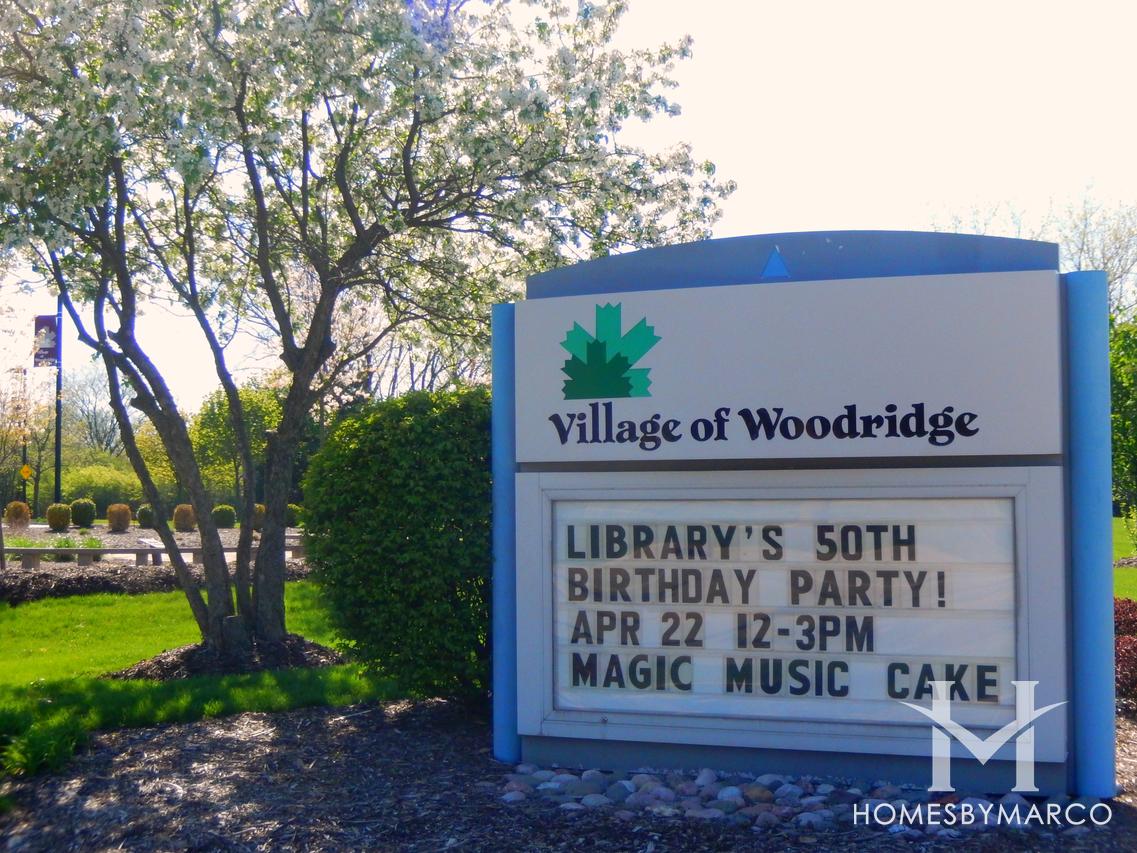 Village of Woodridge
LIBRARY'S 50TH
BIRTHDAY PARTY!
APR 22 12-3PM
MAGIC MUSIC CAKE
HOMESBYMARCO